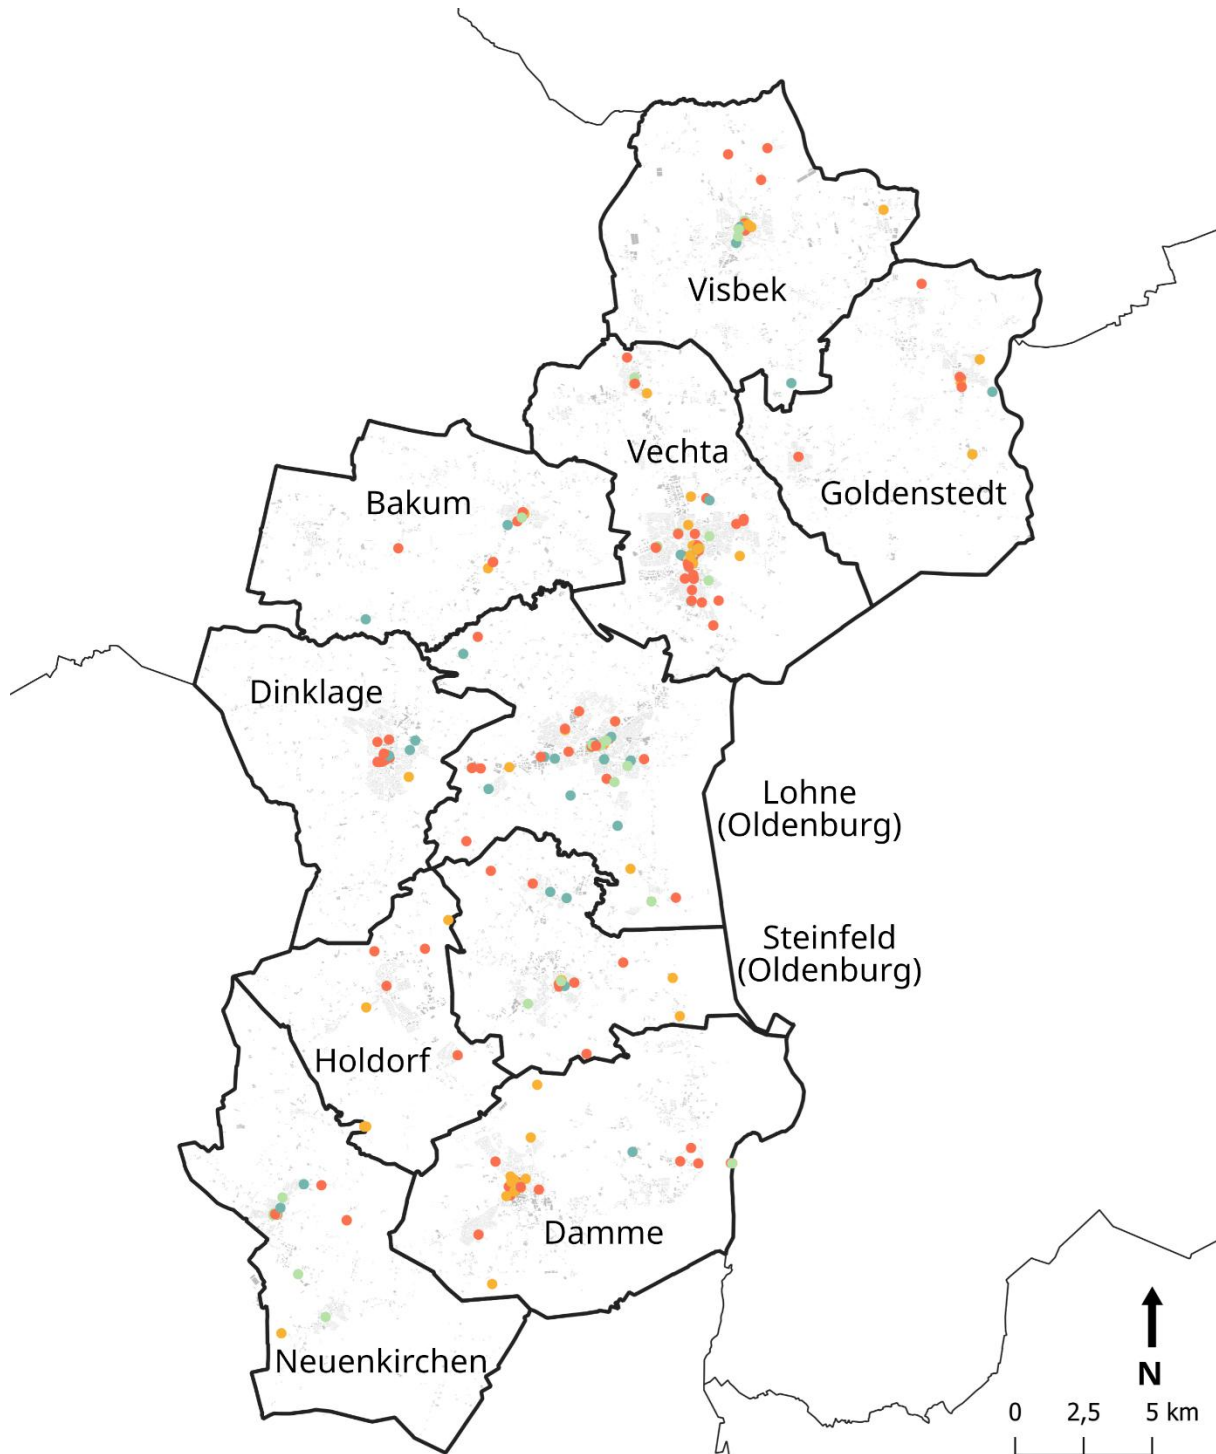 Visbek
Vechta
Goldenstedt
Bakum
Dinklage
Lohne
(Oldenburg)
Steinfeld
(Oldenburg)
Holdorf
Damme
Neuenkirchen
N
0 2,5 5 km